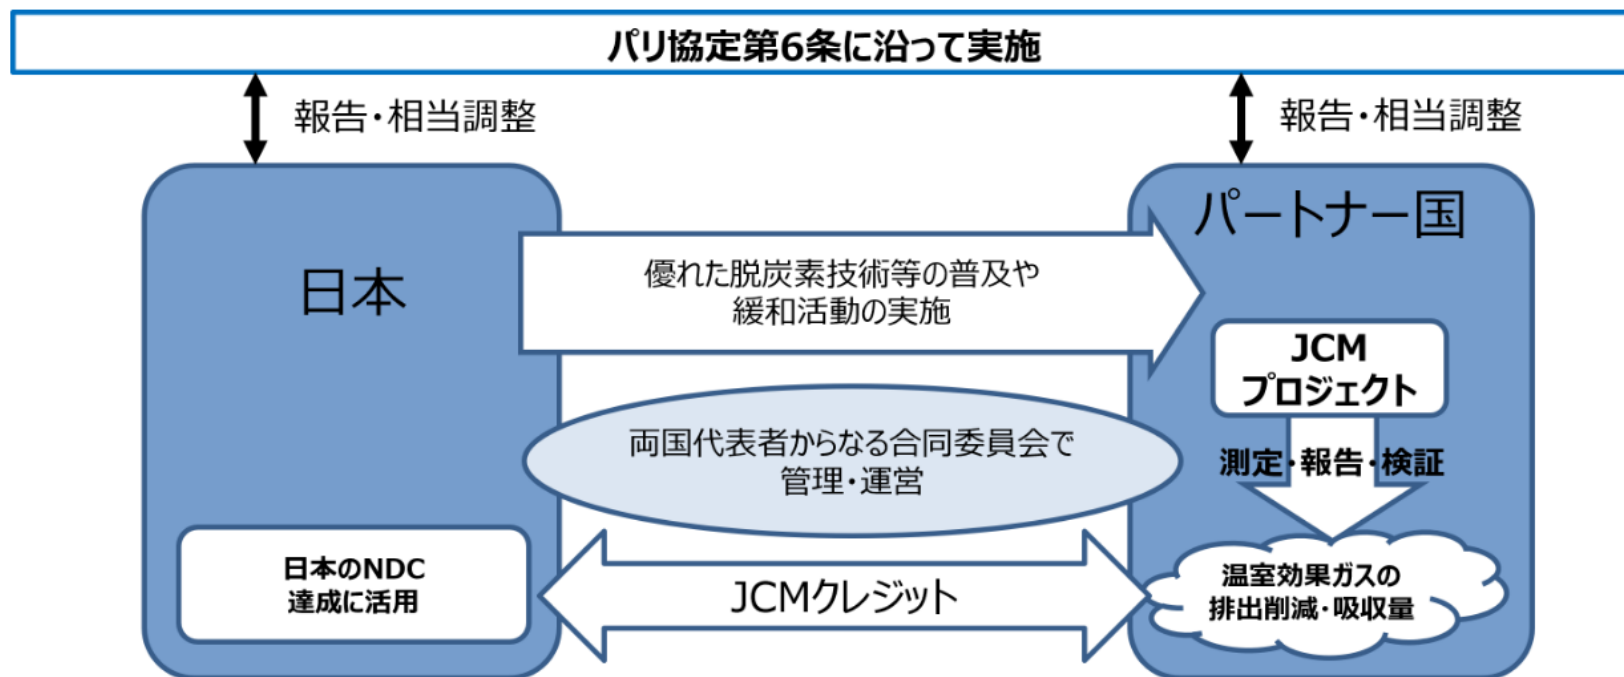 パリ協定第6条に沿って実施
報告・相当調整
報告・相当調整
日本
パートナー国
優れた脱炭素技術等の普及や
緩和活動の実施
JCM
プロジェクト
両国代表者からなる合同委員会で
管理・運営
測定・報告・検証
日本のNDC
達成に活用
JCMクレジット
温室効果ガスの
排出削減・吸収量